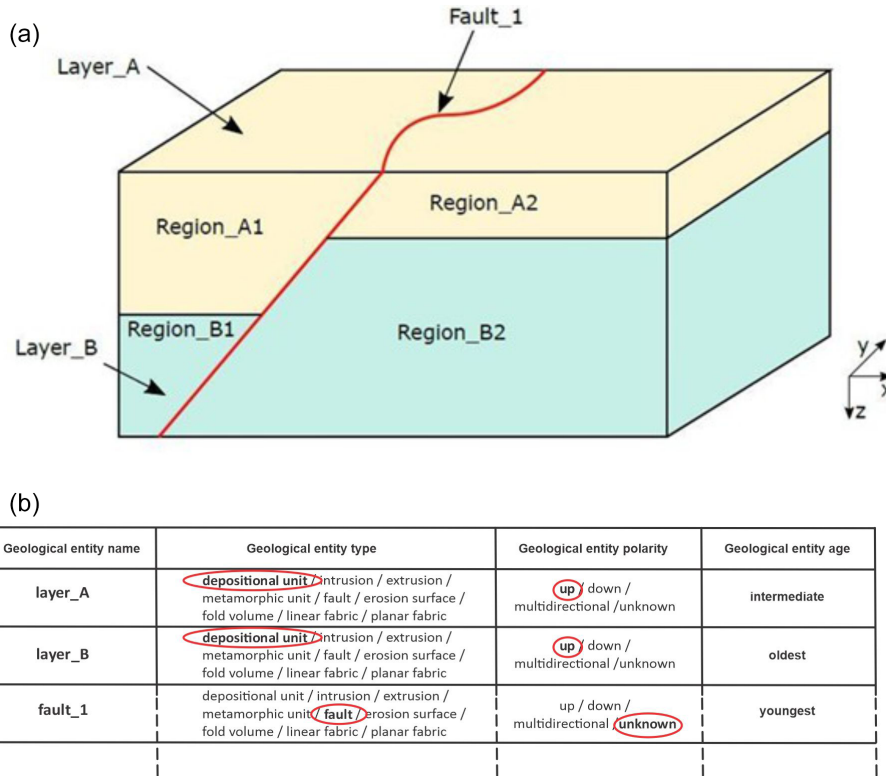 (a)
Fault_1
Layer_A
Region_A1
Region_A2
Region_B1
Region_B2
Layer_B
y
x
z
(b)
Geological entity name
Geological entity type
Geological entity polarity
Geological entity age
layer_A
depositional unit / intrusion / extrusion /
metamorphic unit / fault / erosion surface /
fold volume / linear fabric / planar fabric
up / down /
multidirectional /unknown
intermediate
layer_B
depositional unit / intrusion / extrusion /
metamorphic unit / fault / erosion surface /
fold volume / linear fabric / planar fabric
up / down /
multidirectional /unknown
oldest
fault_1
depositional unit / intrusion / extrusion /
metamorphic unit / fault / erosion surface /
fold volume / linear fabric / planar fabric
up / down /
multidirectional /unknown
youngest